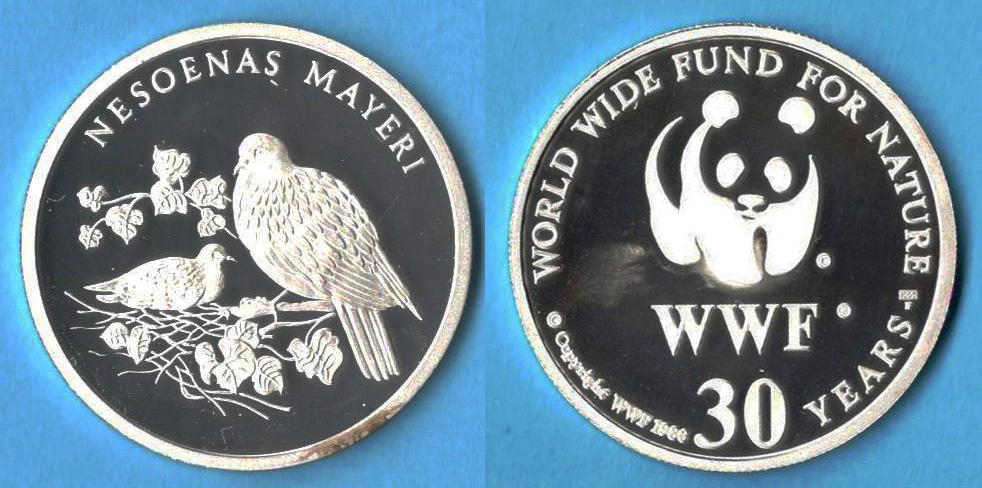 NESOENAS MAYERI
WORLD WIDE FUND FOR NATURE
30 YEARS
WWF
© Copyright WWF 1986